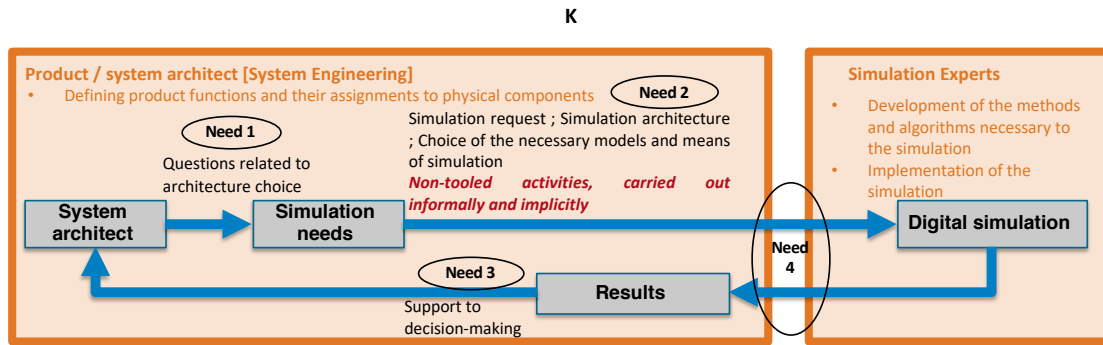 K
Product / system architect [System Engineering]
• Defining product functions and their assignments to physical components
Need 1
Questions related to
architecture choice
Need 2
Simulation request ; Simulation architecture
; Choice of the necessary models and means
of simulation
Non-tooled activities, carried out
informally and implicitly
System
architect
Simulation
needs
Need 3
Support to
decision-making
Results
Need
4
Simulation Experts
• Development of the methods
and algorithms necessary to
the simulation
• Implementation of the
simulation
Digital simulation